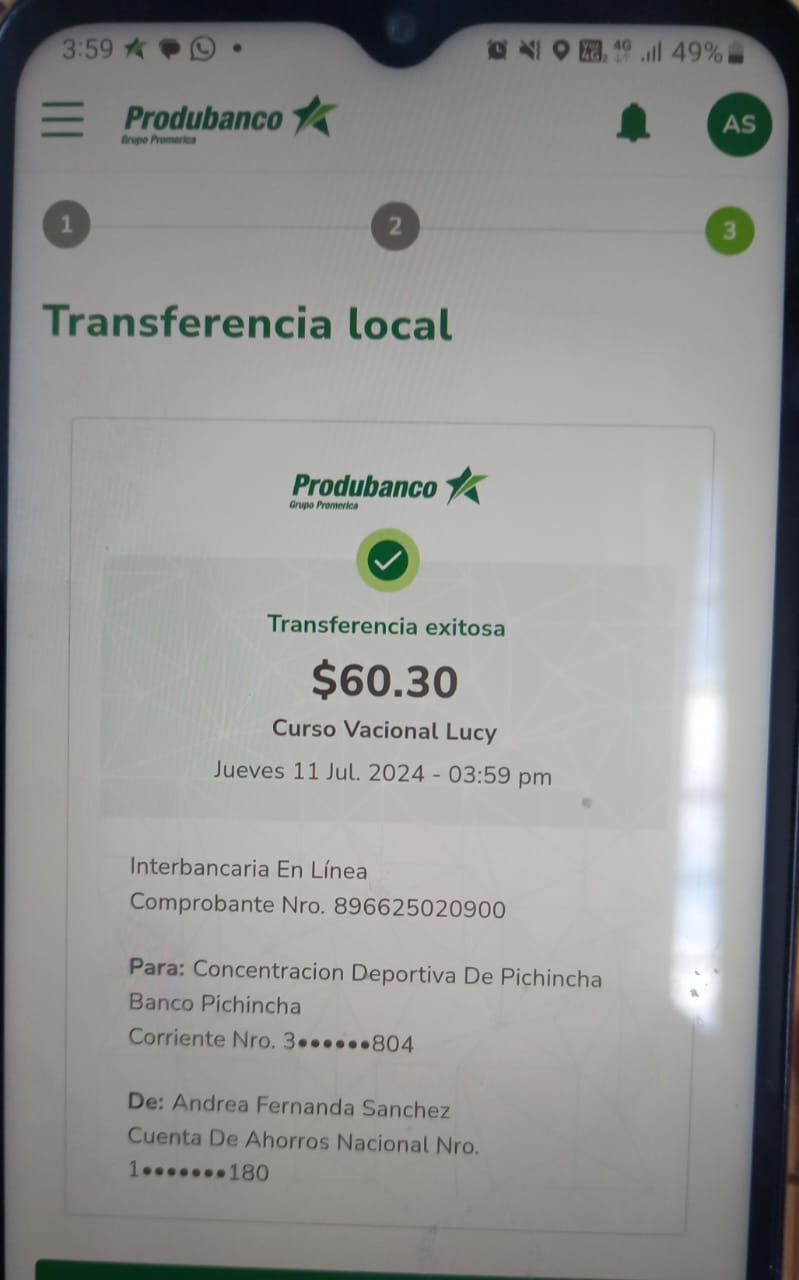 3:59
4G
49%
Produbanco
Grupo Promerica
AS
1
2
3
Transferencia local
Produbanco
Grupo Promerica
Transferencia exitosa
$60.30
Curso Vacional Lucy
Jueves 11 Jul. 2024 - 03:59 pm
Interbancaria En Línea
Comprobante Nro. 896625020900
Para: Concentracion Deportiva De Pichincha
Banco Pichincha
Corriente Nro. 3••••••804
De: Andrea Fernanda Sanchez
Cuenta De Ahorros Nacional Nro.
1•••••••180